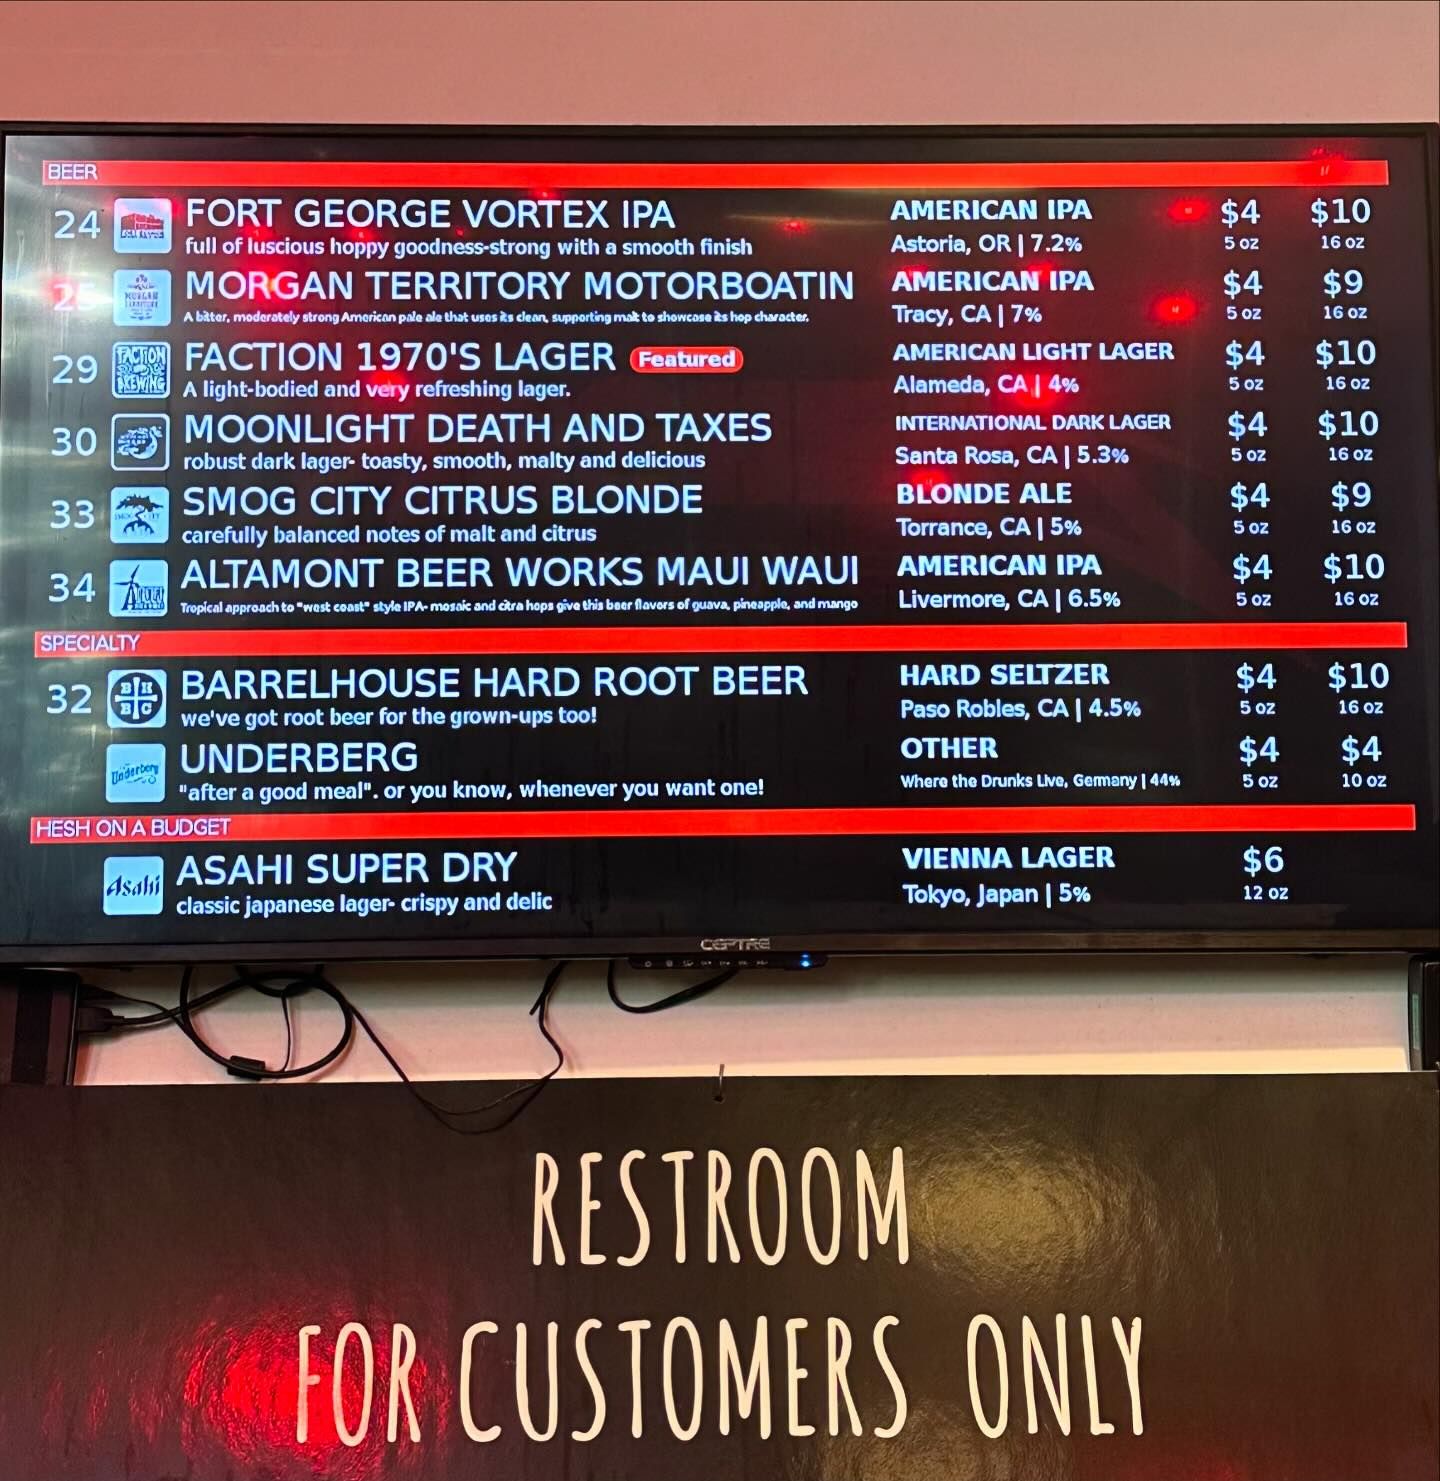 BEER
24 FORT GEORGE VORTEX IPA AMERICAN IPA $4 $10
full of luscious hoppy goodness-strong with a smooth finish Astoria, OR | 7.2% 5 oz 16 oz
25 MORGAN TERRITORY MOTORBOATIN AMERICAN IPA $4 $9
A bitter, moderately strong American pale ale that uses its clean, supporting malt to showcase its hop character. Tracy, CA | 7% 5 oz 16 oz
FACTION BREWING
29 FACTION 1970'S LAGER Featured AMERICAN LIGHT LAGER $4 $10
A light-bodied and very refreshing lager. Alameda, CA | 4% 5 oz 16 oz
30 MOONLIGHT DEATH AND TAXES INTERNATIONAL DARK LAGER $4 $10
robust dark lager- toasty, smooth, malty and delicious Santa Rosa, CA | 5.3% 5 oz 16 oz
33 SMOG CITY CITRUS BLONDE BLONDE ALE $4 $9
carefully balanced notes of malt and citrus Torrance, CA | 5% 5 oz 16 oz
34 ALTAMONT BEER WORKS MAUI WAUI AMERICAN IPA $4 $10
Tropical approach to "west coast" style IPA- mosaic and citra hops give this beer flavors of guava, pineapple, and mango Livermore, CA | 6.5% 5 oz 16 oz
SPECIALTY
32 BH BC BARRELHOUSE HARD ROOT BEER HARD SELTZER $4 $10
we've got root beer for the grown-ups too! Paso Robles, CA | 4.5% 5 oz 16 oz
Underberg UNDERBERG OTHER $4 $4
"after a good meal". or you know, whenever you want one! Where the Drunks Live, Germany | 44% 5 oz 10 oz
HESH ON A BUDGET
Asahi ASAHI SUPER DRY VIENNA LAGER $6
classic japanese lager- crispy and delic Tokyo, Japan | 5% 12 oz
CEPTRE
RESTROOM
FOR CUSTOMERS ONLY